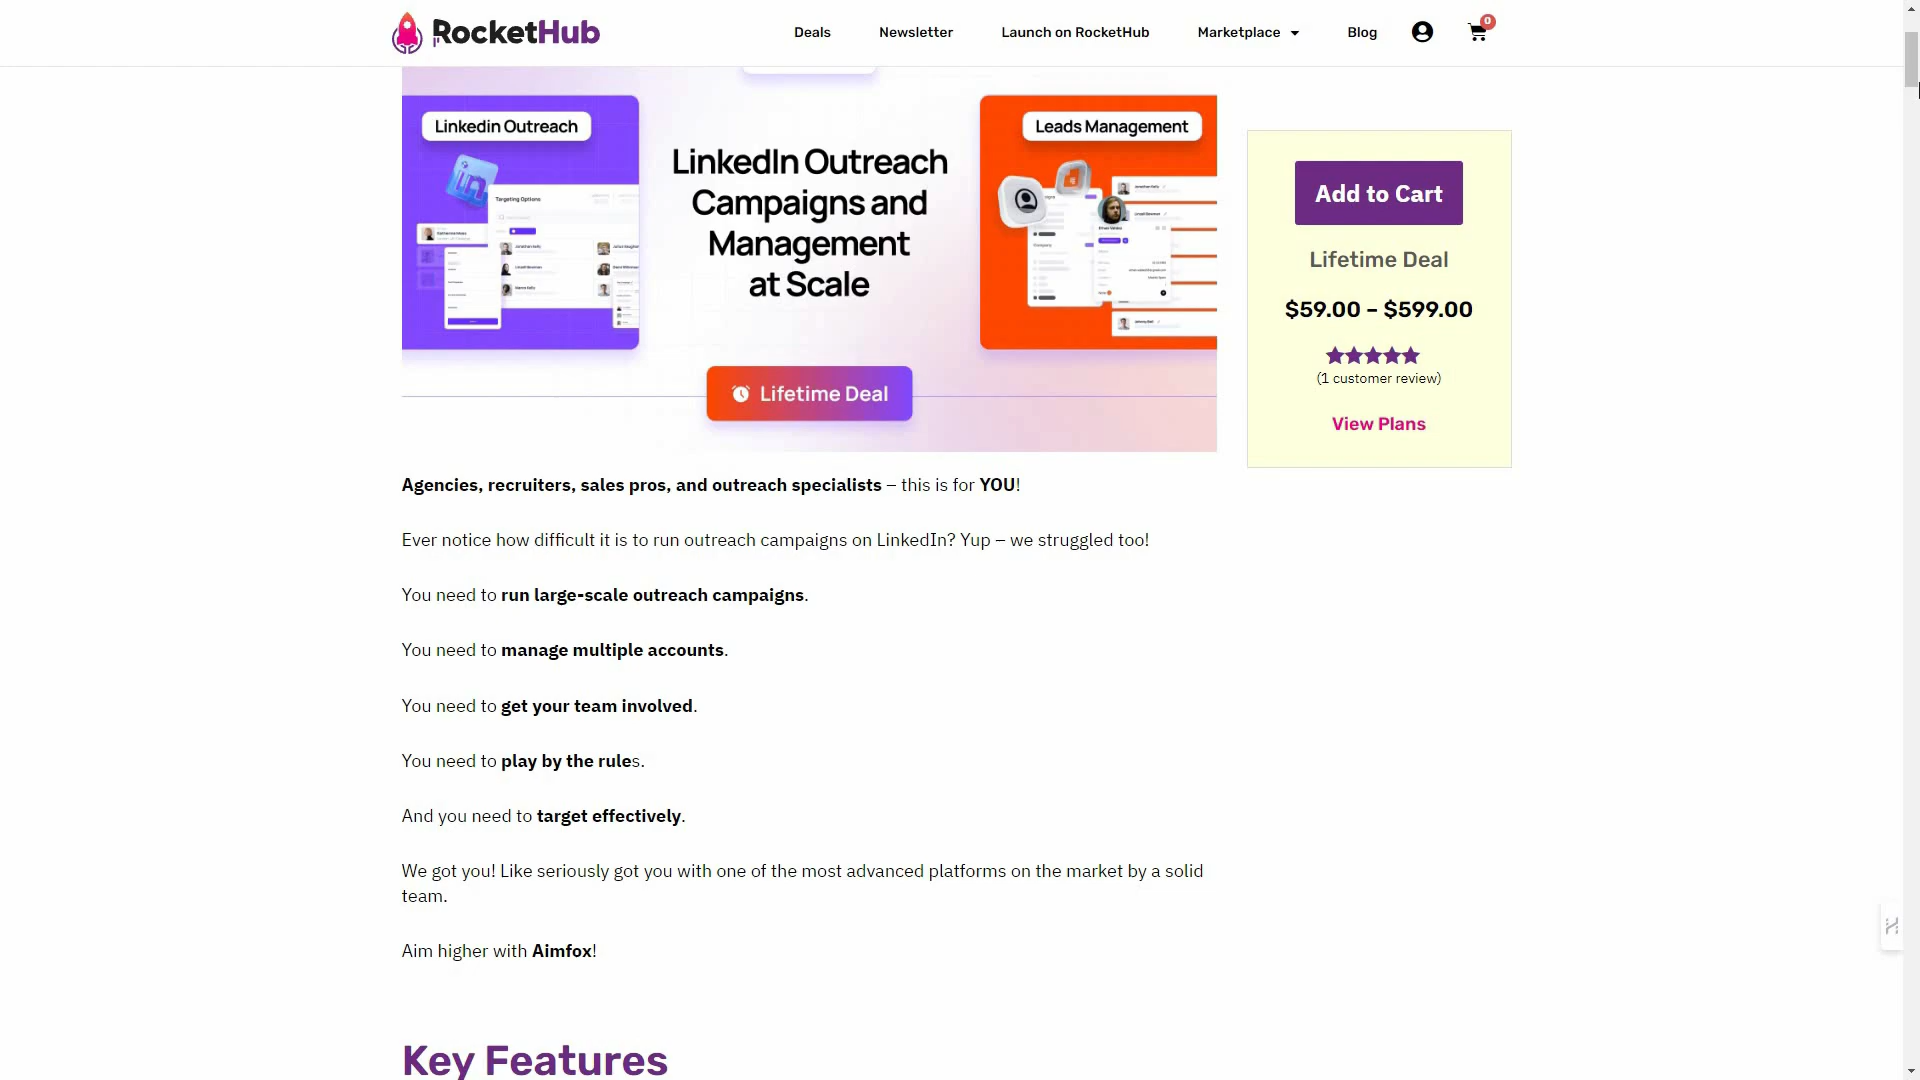 RocketHub
Deals
Newsletter
Launch on RocketHub
Marketplace
Blog
0
Linkedin Outreach
Targeting Options
LinkedIn Outreach
Campaigns and
Management
at Scale
Leads Management
Lifetime Deal
Add to Cart
Lifetime Deal
$59.00 – $599.00
(1 customer review)
View Plans
Agencies, recruiters, sales pros, and outreach specialists – this is for YOU!
Ever notice how difficult it is to run outreach campaigns on LinkedIn? Yup – we struggled too!
You need to run large-scale outreach campaigns.
You need to manage multiple accounts.
You need to get your team involved.
You need to play by the rules.
And you need to target effectively.
We got you! Like seriously got you with one of the most advanced platforms on the market by a solid
team.
Aim higher with Aimfox!
Key Features